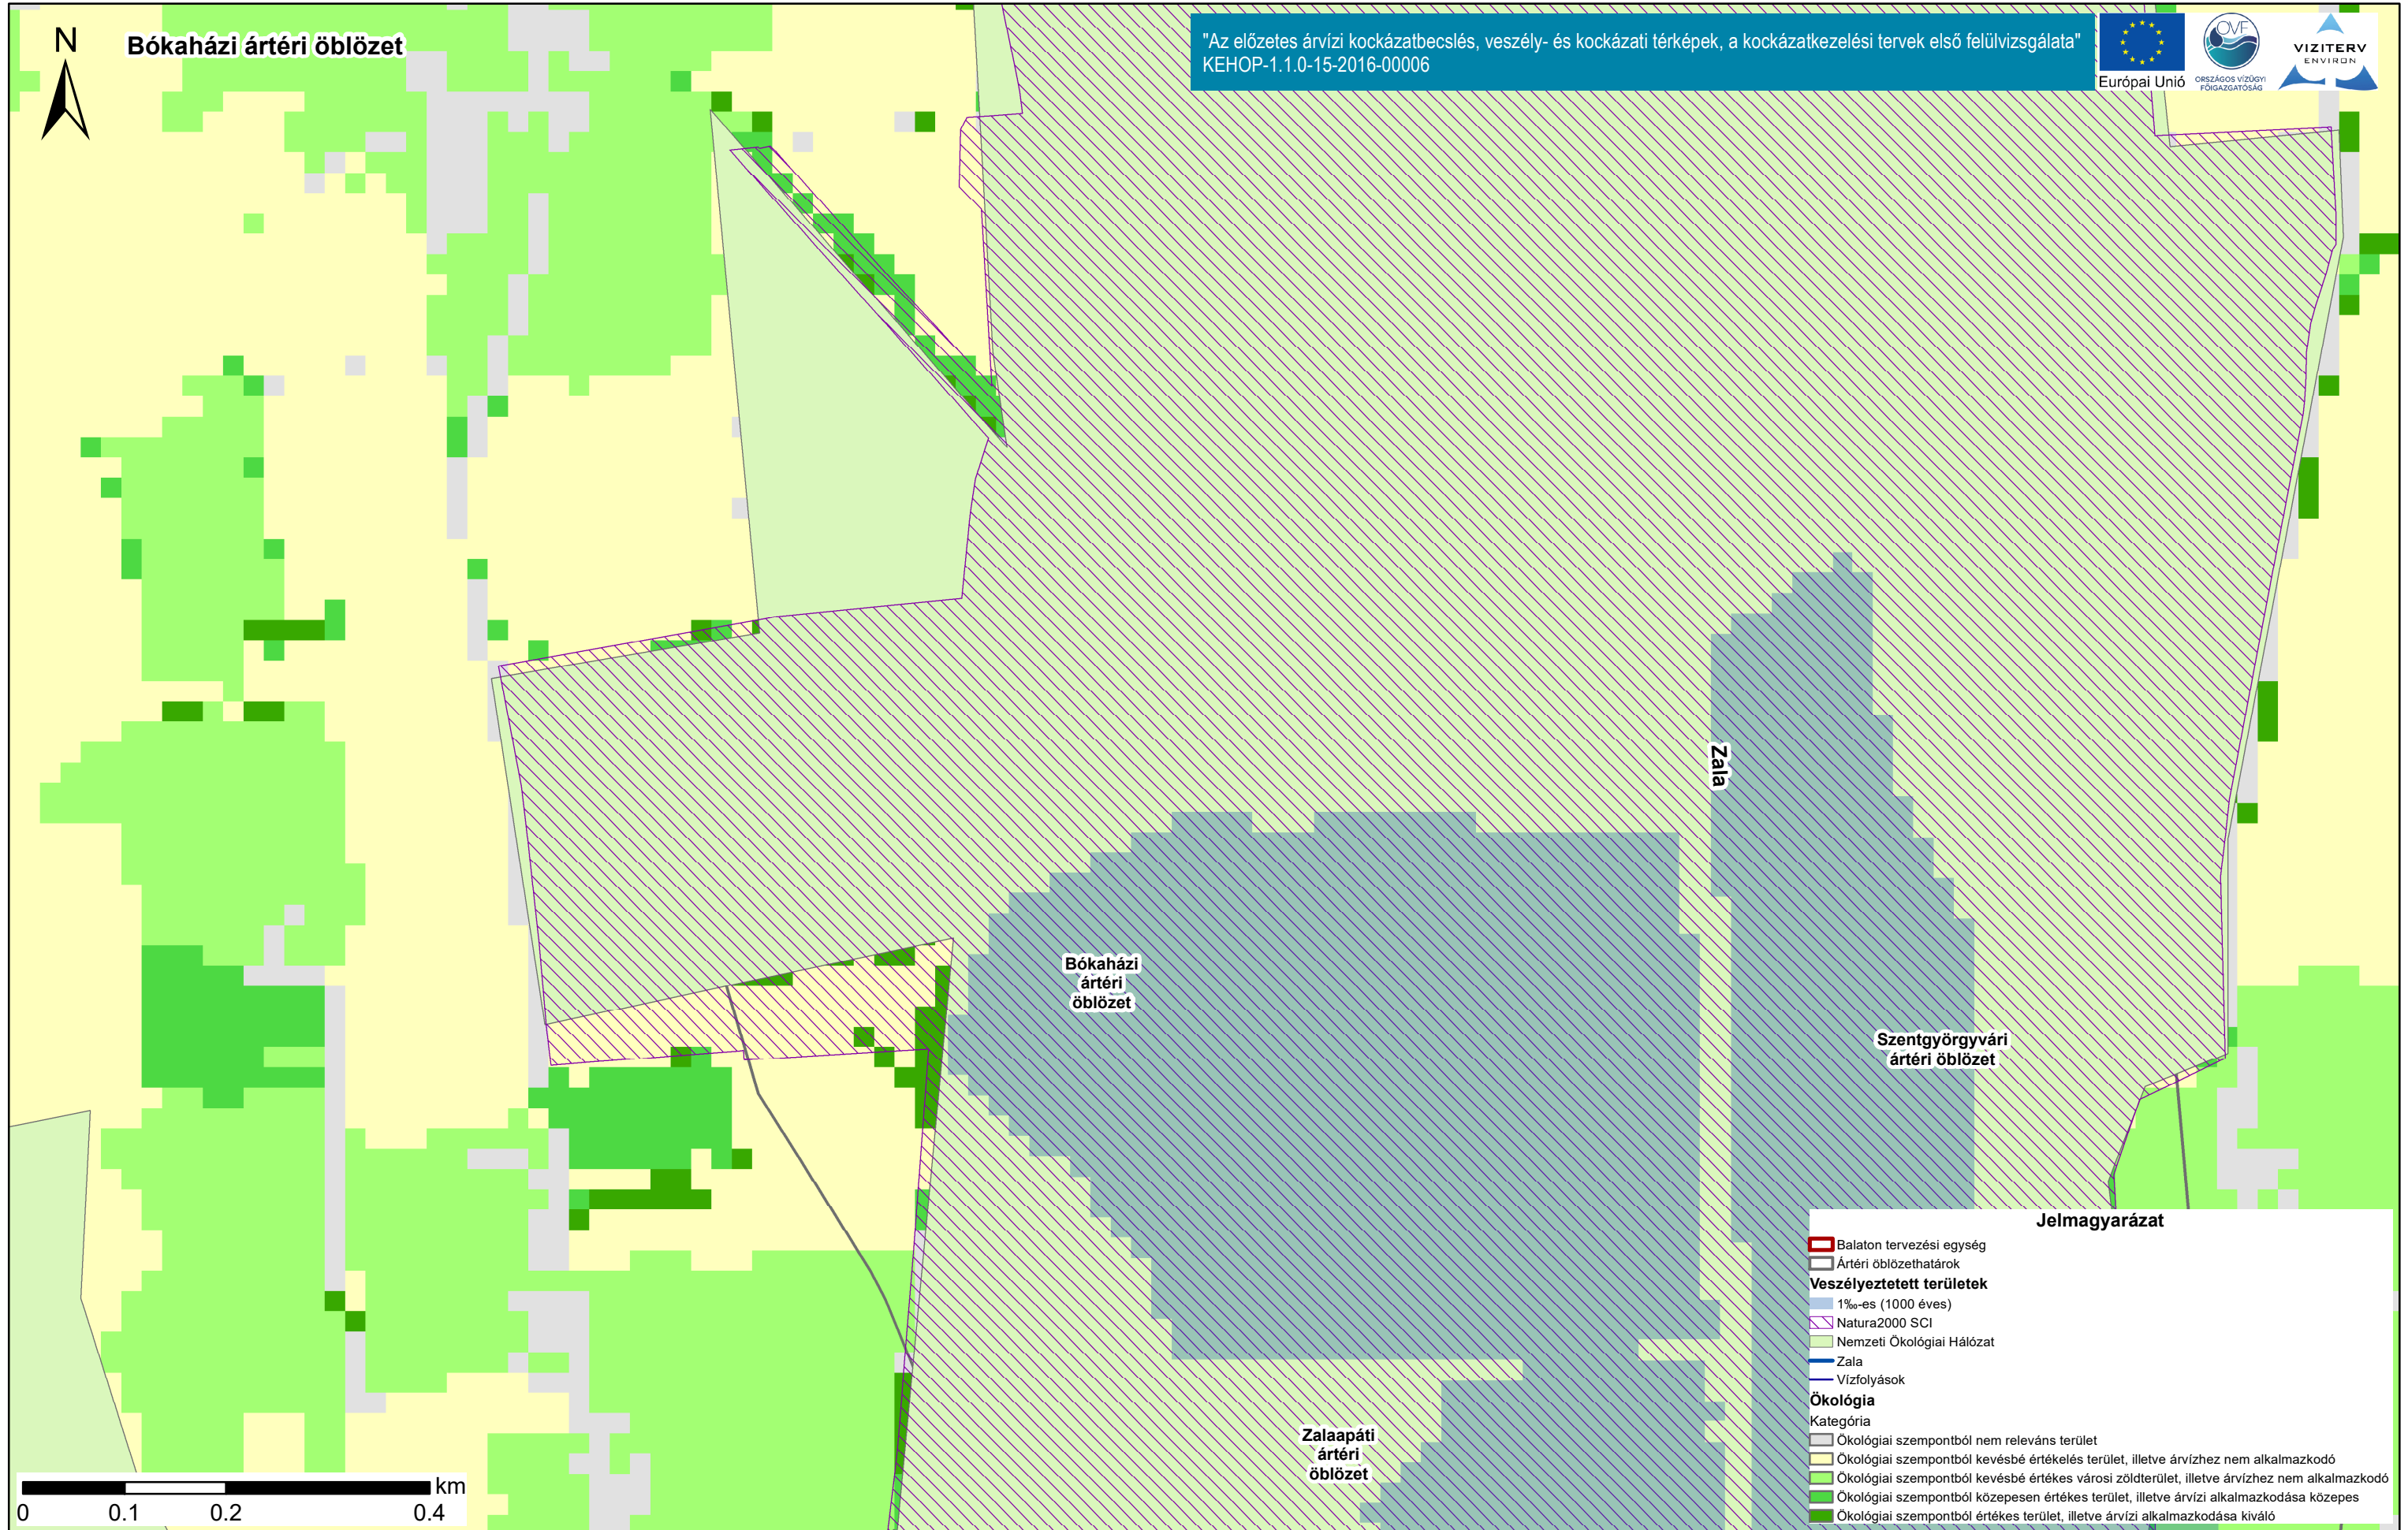 N
Bókaházi ártéri öblözet
"Az előzetes árvízi kockázatbecslés, veszély- és kockázati térképek, a kockázatkezelési tervek első felülvizsgálata"
KEHOP-1.1.0-15-2016-00006
Európai Unió
OVF
ORSZÁGOS VÍZÜGYI
FŐIGAZGATÓSÁG
VIZITERV
ENVIRON
Zala
Bókaházi
ártéri
öblözet
Szentgyörgyvári
ártéri öblözet
Zalaapáti
ártéri
öblözet
Jelmagyarázat
Balaton tervezési egység
Ártéri öblözethatárok
Veszélyeztetett területek
1‰-es (1000 éves)
Natura2000 SCI
Nemzeti Ökológiai Hálózat
Zala
Vízfolyások
Ökológia
Kategória
Ökológiai szempontból nem releváns terület
Ökológiai szempontból kevésbé értékelés terület, illetve árvízhez nem alkalmazkodó
Ökológiai szempontból kevésbé értékes városi zöldterület, illetve árvízhez nem alkalmazkodó
Ökológiai szempontból közepesen értékes terület, illetve árvízi alkalmazkodása közepes
Ökológiai szempontból értékes terület, illetve árvízi alkalmazkodása kiváló
km
0 0.1 0.2 0.4